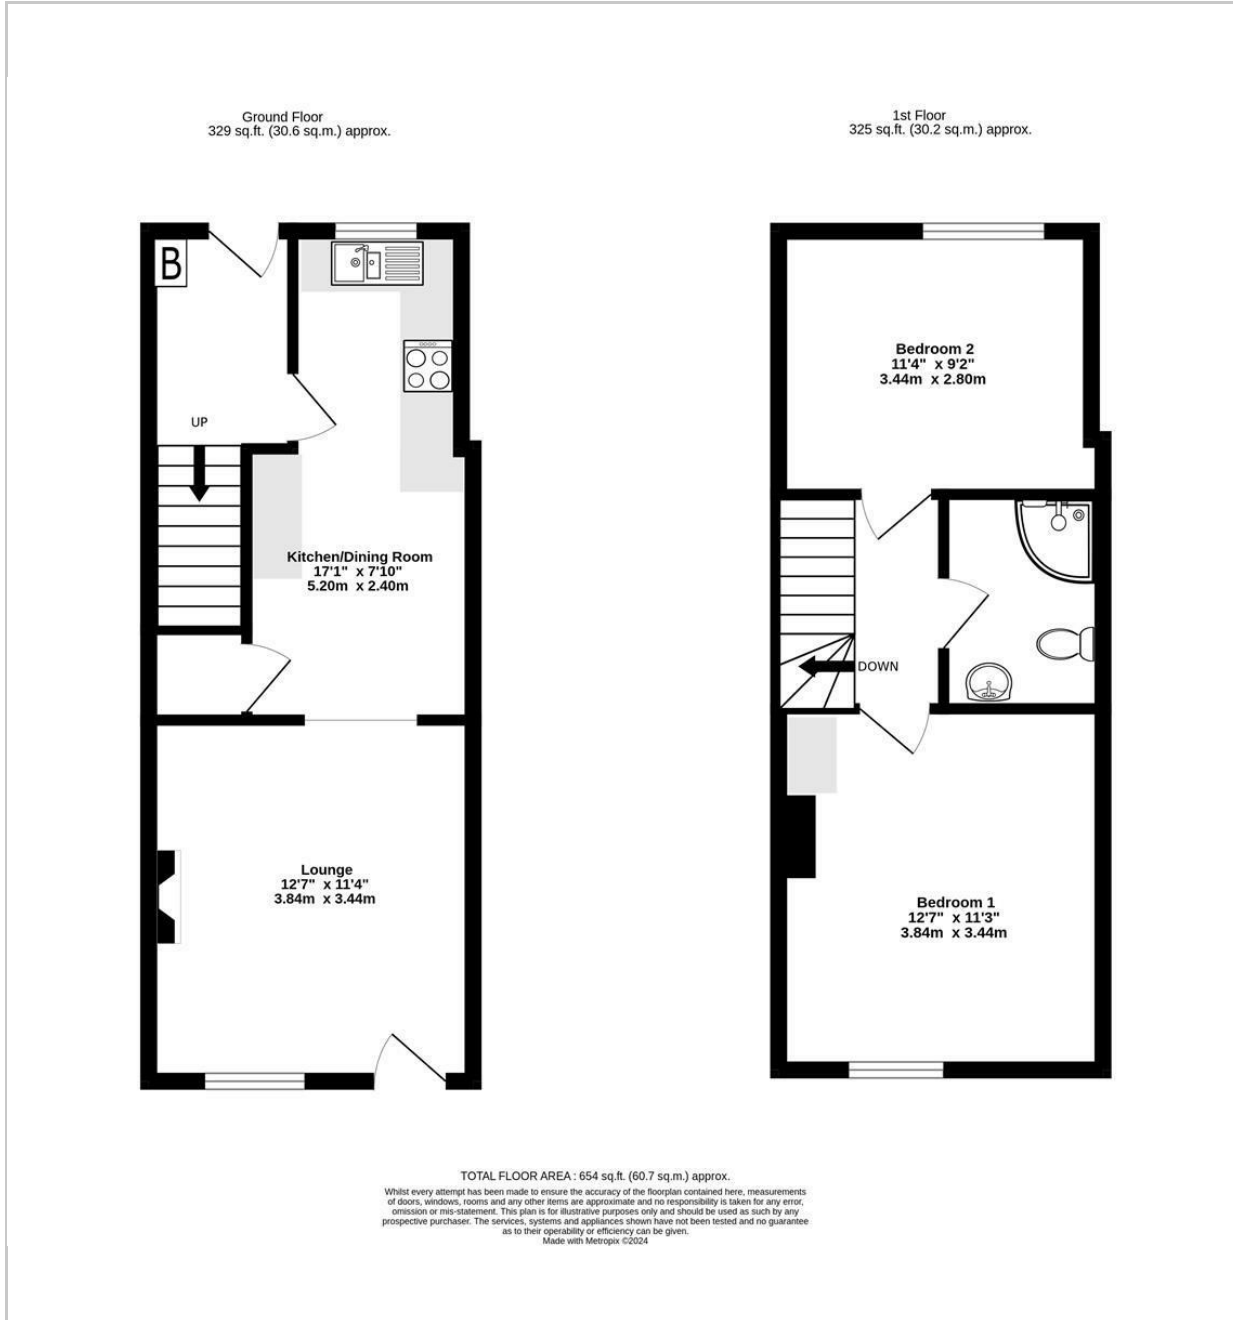 Ground Floor
329 sq.ft. (30.6 sq.m.) approx.
1st Floor
325 sq.ft. (30.2 sq.m.) approx.
B
UP
Kitchen/Dining Room
17'1" x 7'10"
5.20m x 2.40m
Lounge
12'7" x 11'4"
3.84m x 3.44m
Bedroom 2
11'4" x 9'2"
3.44m x 2.80m
DOWN
Bedroom 1
12'7" x 11'3"
3.84m x 3.44m
TOTAL FLOOR AREA : 654 sq.ft. (60.7 sq.m.) approx.
Whilst every attempt has been made to ensure the accuracy of the floorplan contained here, measurements
of doors, windows, rooms and any other items are approximate and no responsibility is taken for any error,
omission or mis-statement. This plan is for illustrative purposes only and should be used as such by any
prospective purchaser. The services, systems and appliances shown have not been tested and no guarantee
as to their operability or efficiency can be given.
Made with Metropix ©2024